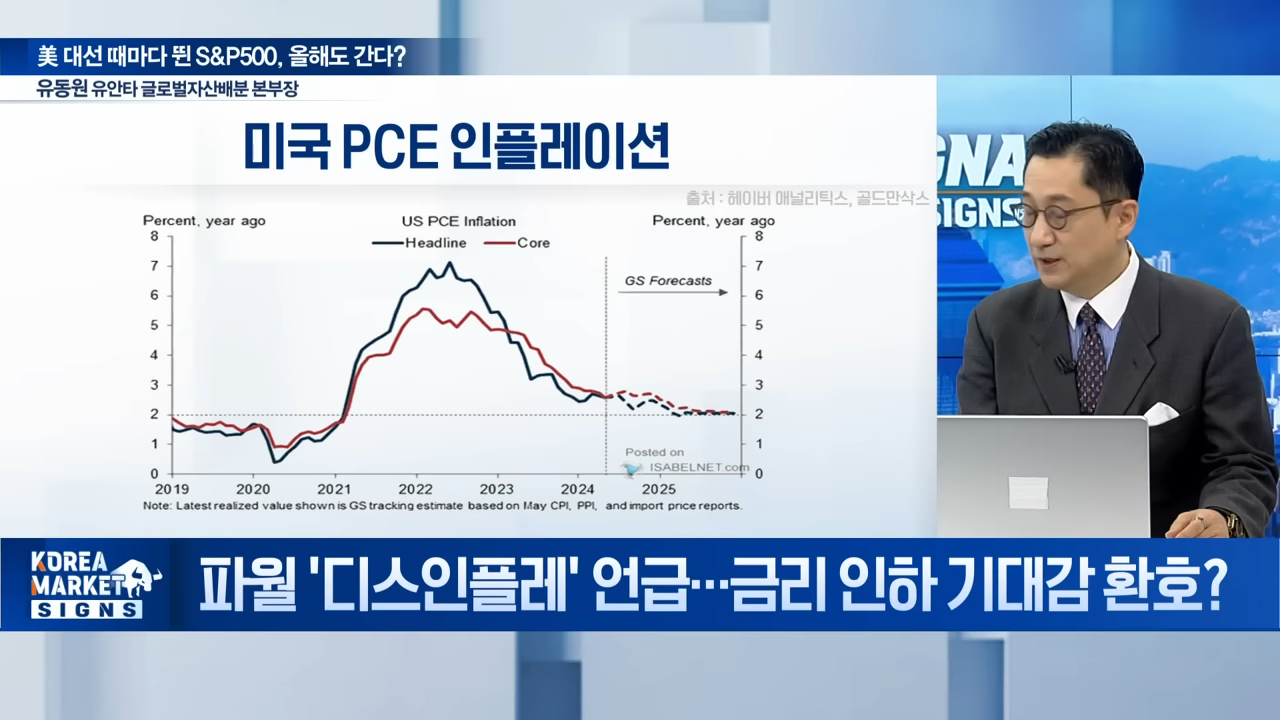 美 대선 때마다 뛴 S&P500, 올해도 간다?
유동원 유안타 글로벌자산배분 본부장
미국 PCE 인플레이션
출처 : 헤이버 애널리틱스, 골드만삭스
Percent, year ago
US PCE Inflation
Percent, year ago
Headline
Core
GS Forecasts
8
7
6
5
4
3
2
1
0
8
7
6
5
4
3
2
1
0
Posted on
ISABELNET.com
2019
2020
2021
2022
2023
2024
2025
Note: Latest realized value shown is GS tracking estimate based on May CPI, PPI, and import price reports.
GNA
SIGNS
KOREA
MARKET
SIGNS
파월 '디스인플레' 언급…금리 인하 기대감 환호?